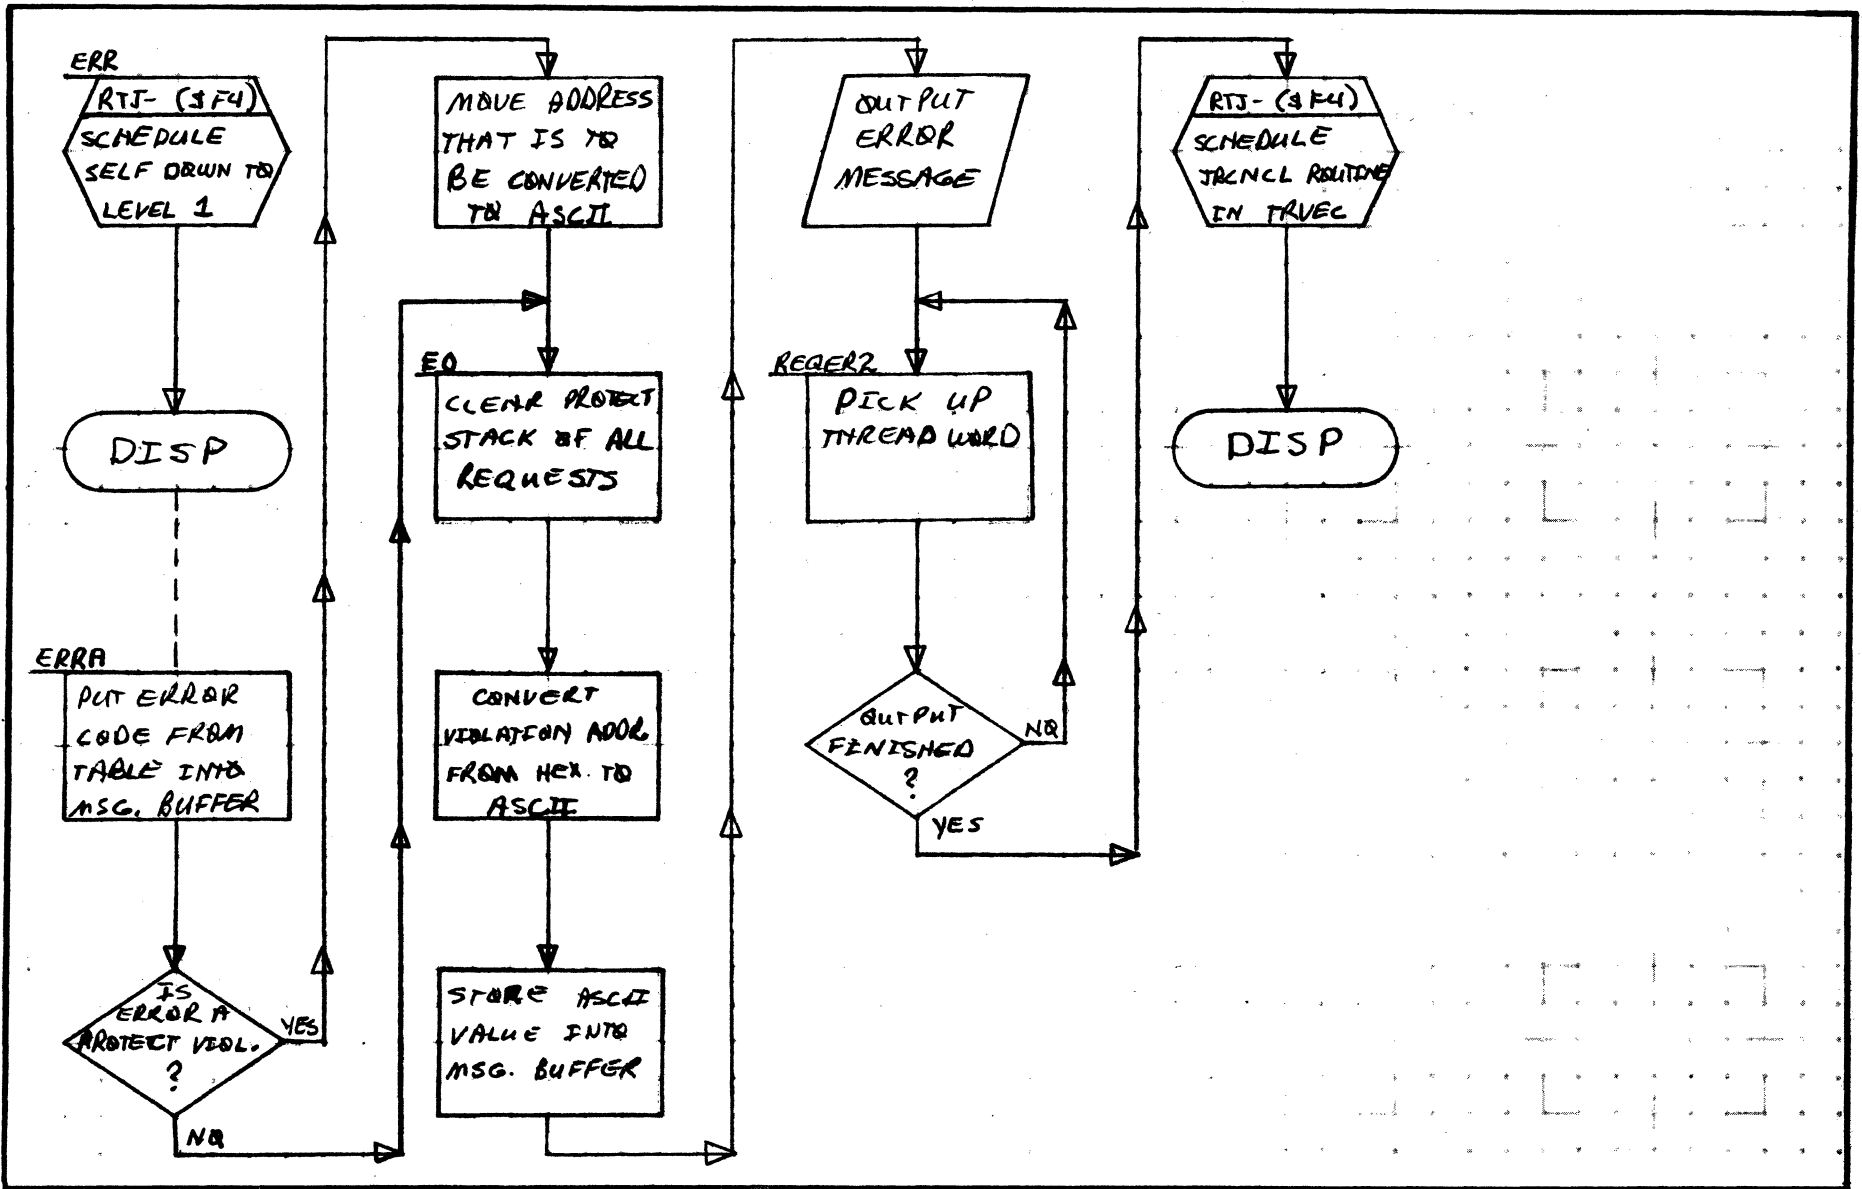 ERR
RTJ- ($F4)
SCHEDULE
SELF DOWN TO
LEVEL 1
DISP
ERRA
PUT ERROR
CODE FROM
TABLE INTO
MSG. BUFFER
IS
ERROR A
PROTECT VIOL.
?
YES
NO
MOVE ADDRESS
THAT IS TO
BE CONVERTED
TO ASCII
EO
CLEAR PROTECT
STACK OF ALL
REQUESTS
CONVERT
VIOLATION ADDR.
FROM HEX. TO
ASCII
STORE ASCII
VALUE INTO
MSG. BUFFER
OUTPUT
ERROR
MESSAGE
REQER2
PICK UP
THREAD WORD
OUTPUT
FINISHED
?
NO
YES
RTJ- ($F4)
SCHEDULE
ROUTINE
IN TRVEC
DISP